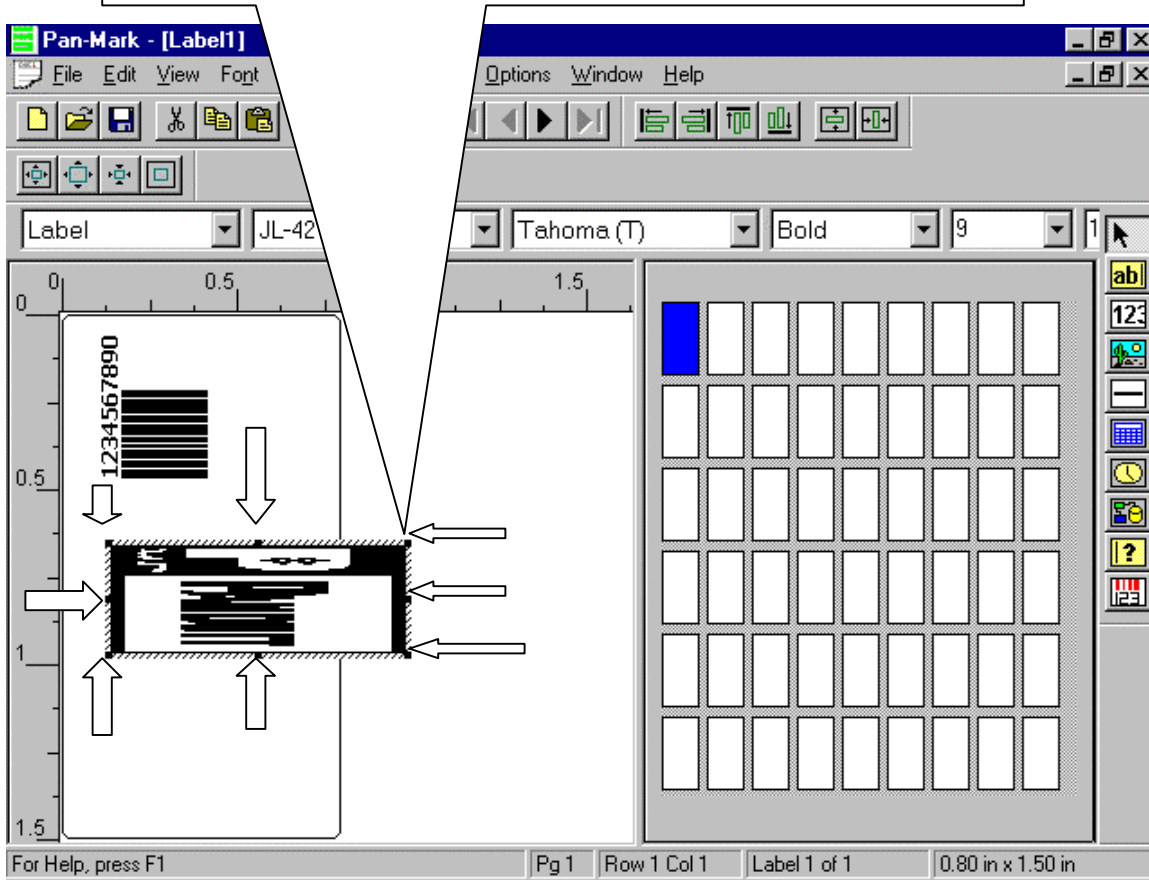 Pan-Mark - [Label1]
File Edit View Font Options Window Help
Label JL-42 Tahoma (T) Bold 9 1
ab 123
0 0.5 1.5
0
1234567890
0.5
?
123
1
1.5
For Help, press F1 Pg 1 Row 1 Col 1 Label 1 of 1 0.80 in x 1.50 in